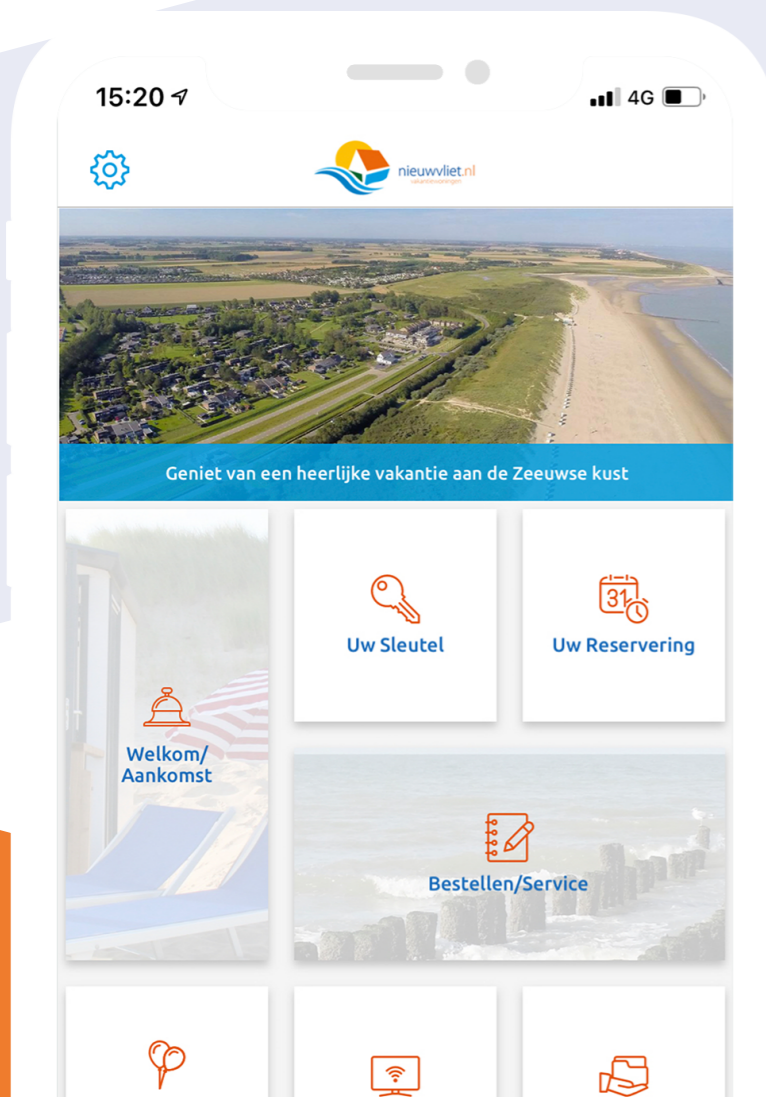 15:20
4G
nieuwvliet.nl
vakantiewoningen
Geniet van een heerlijke vakantie aan de Zeeuwse kust
Uw Sleutel
31
Uw Reservering
Welkom/
Aankomst
Bestellen/Service